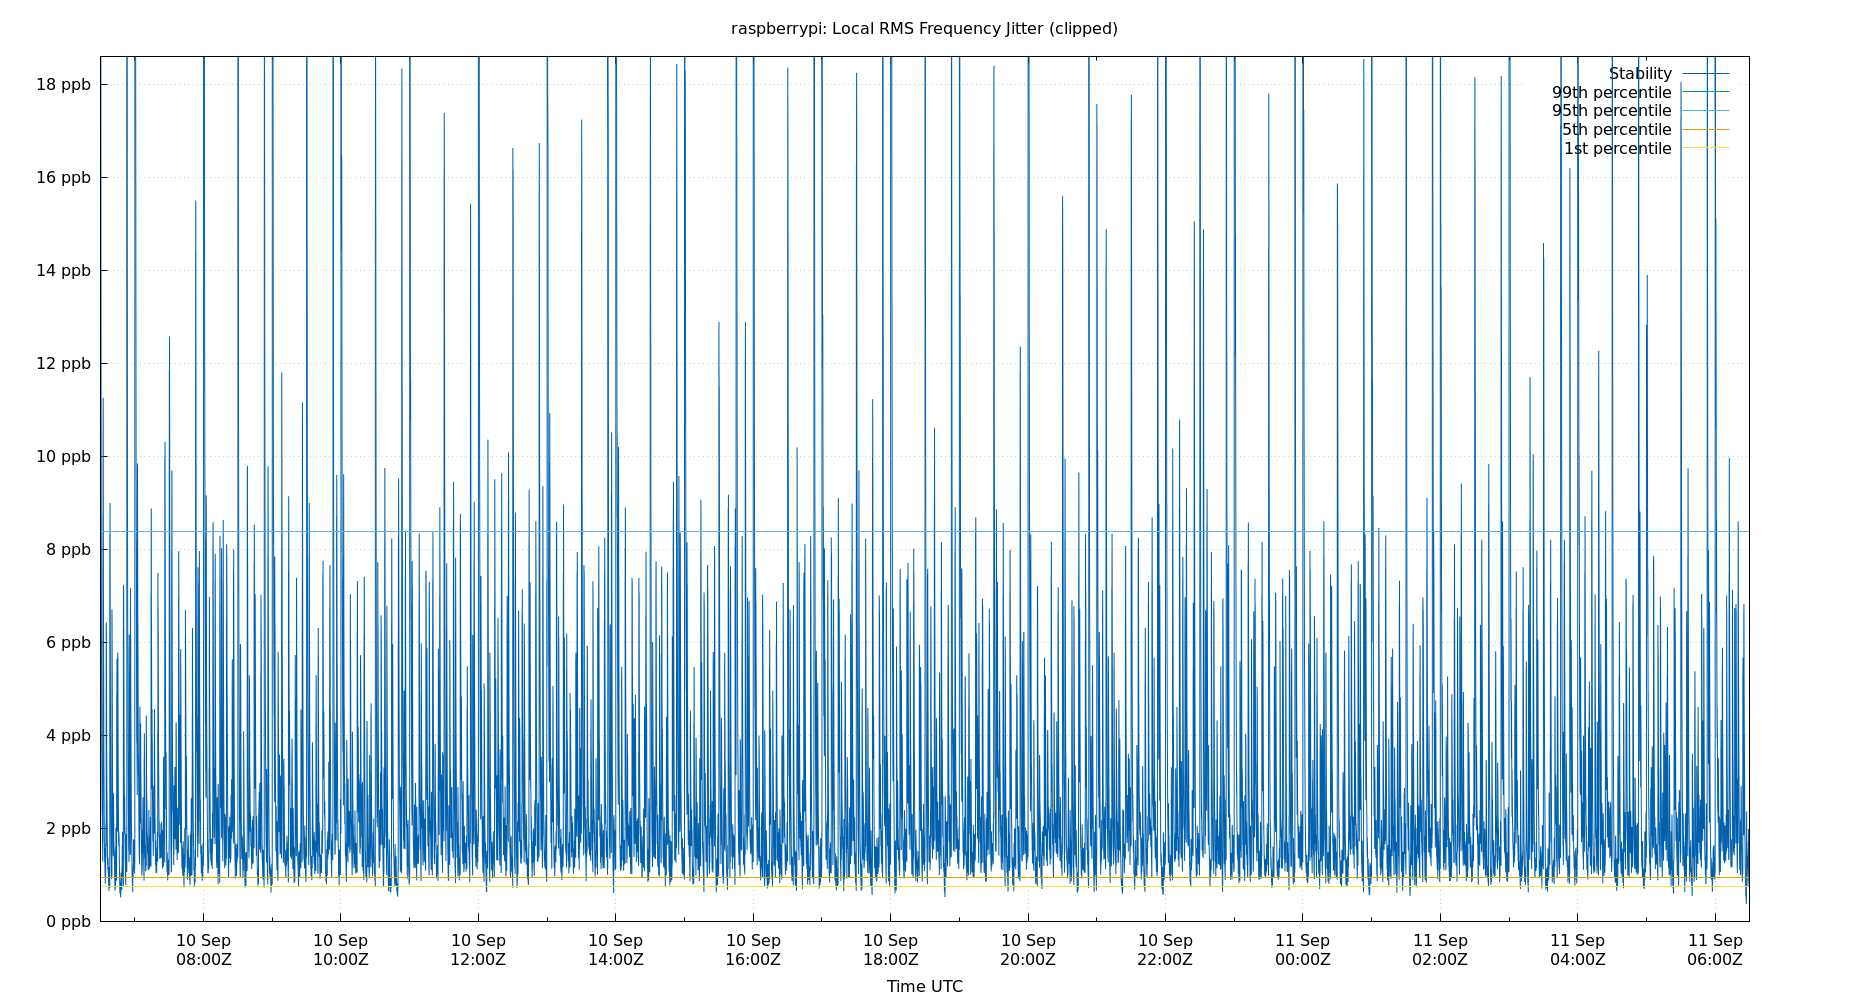 raspberrypi: Local RMS Frequency Jitter (clipped)
18 ppb
16 ppb
14 ppb
12 ppb
10 ppb
8 ppb
6 ppb
4 ppb
2 ppb
0 ppb
Stability
99th percentile
95th percentile
5th percentile
1st percentile
10 Sep 10 Sep 10 Sep 10 Sep 10 Sep 10 Sep 10 Sep 10 Sep 11 Sep 11 Sep 11 Sep 11 Sep
08:00Z 10:00Z 12:00Z 14:00Z 16:00Z 18:00Z 20:00Z 22:00Z 00:00Z 02:00Z 04:00Z 06:00Z
Time UTC